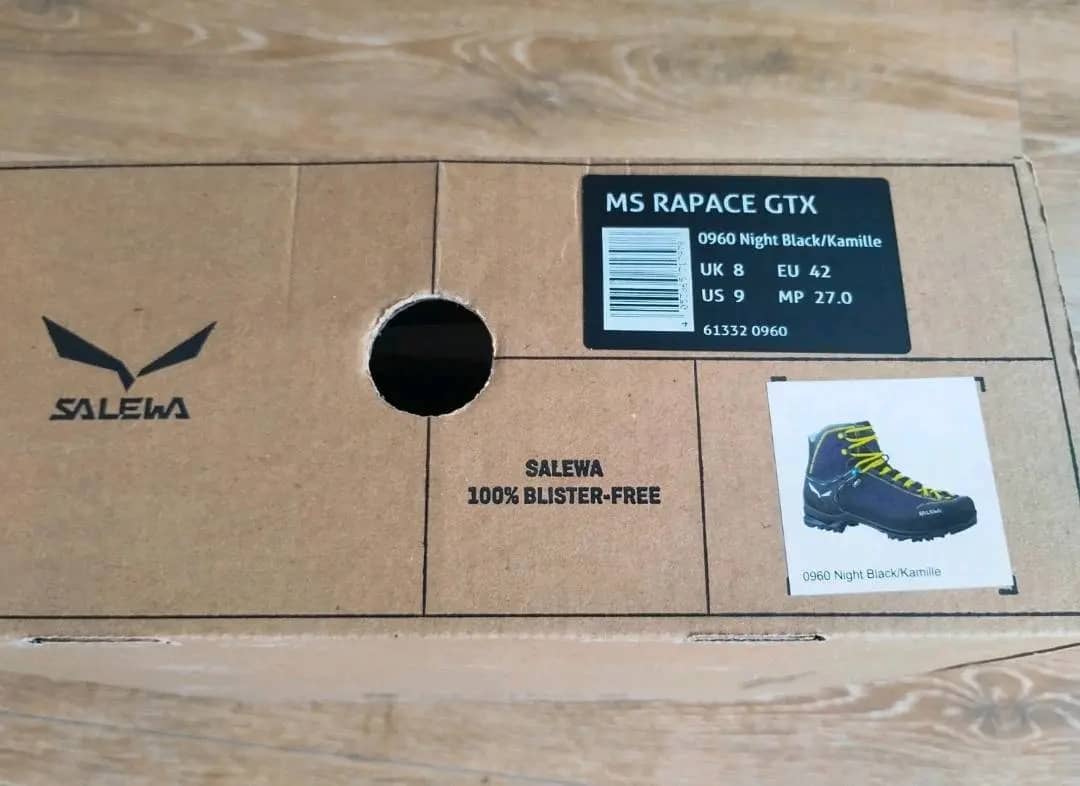 SALEWA
MS RAPACE GTX
0960 Night Black/Kamille
UK 8 EU 42
US 9 MP 27.0
61332 0960
SALEWA
100% BLISTER-FREE
SALEWA
0960 Night Black/Kamille